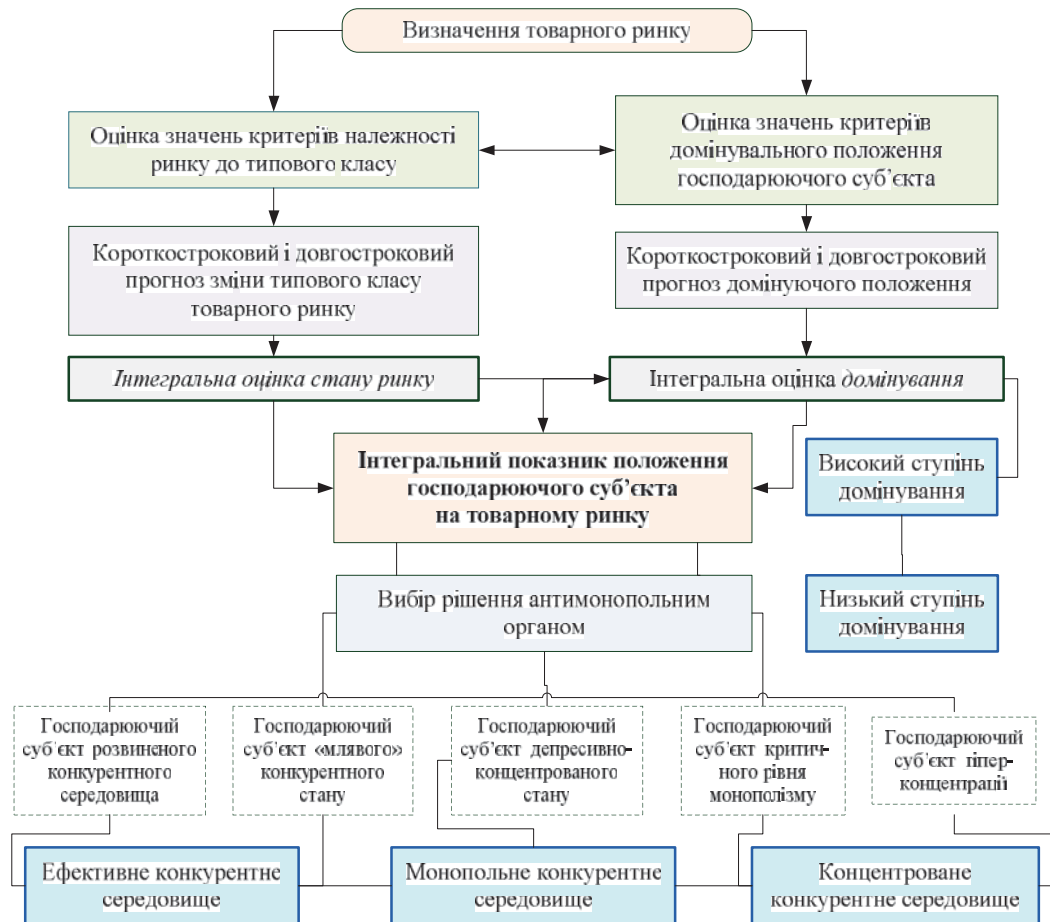 Визначення товарного ринку
Оцінка значень критеріїв належності
ринку до типового класу
Оцінка значень критеріїв
домінувального положення
господарюючого суб’єкта
Короткостроковий і довгостроковий
прогноз зміни типового класу
товарного ринку
Короткостроковий і довгостроковий
прогноз домінуючого положення
Інтегральна оцінка стану ринку
Інтегральна оцінка домінування
Інтегральний показник положення
господарюючого суб’єкта
на товарному ринку
Високий ступінь
домінування
Вибір рішення антимонопольним
органом
Низький ступінь
домінування
Господарюючий
суб’єкт розвиненого
конкурентного
середовища
Господарюючий
суб’єкт «млявого»
конкурентного
стану
Господарюючий
суб’єкт депресивно-
концентрованого
стану
Господарюючий
суб’єкт критич-
ного рівня
монополізму
Господарюючий
суб’єкт гіпер-
концентрації
Ефективне конкурентне
середовище
Монопольне конкурентне
середовище
Концентроване
конкурентне середовище